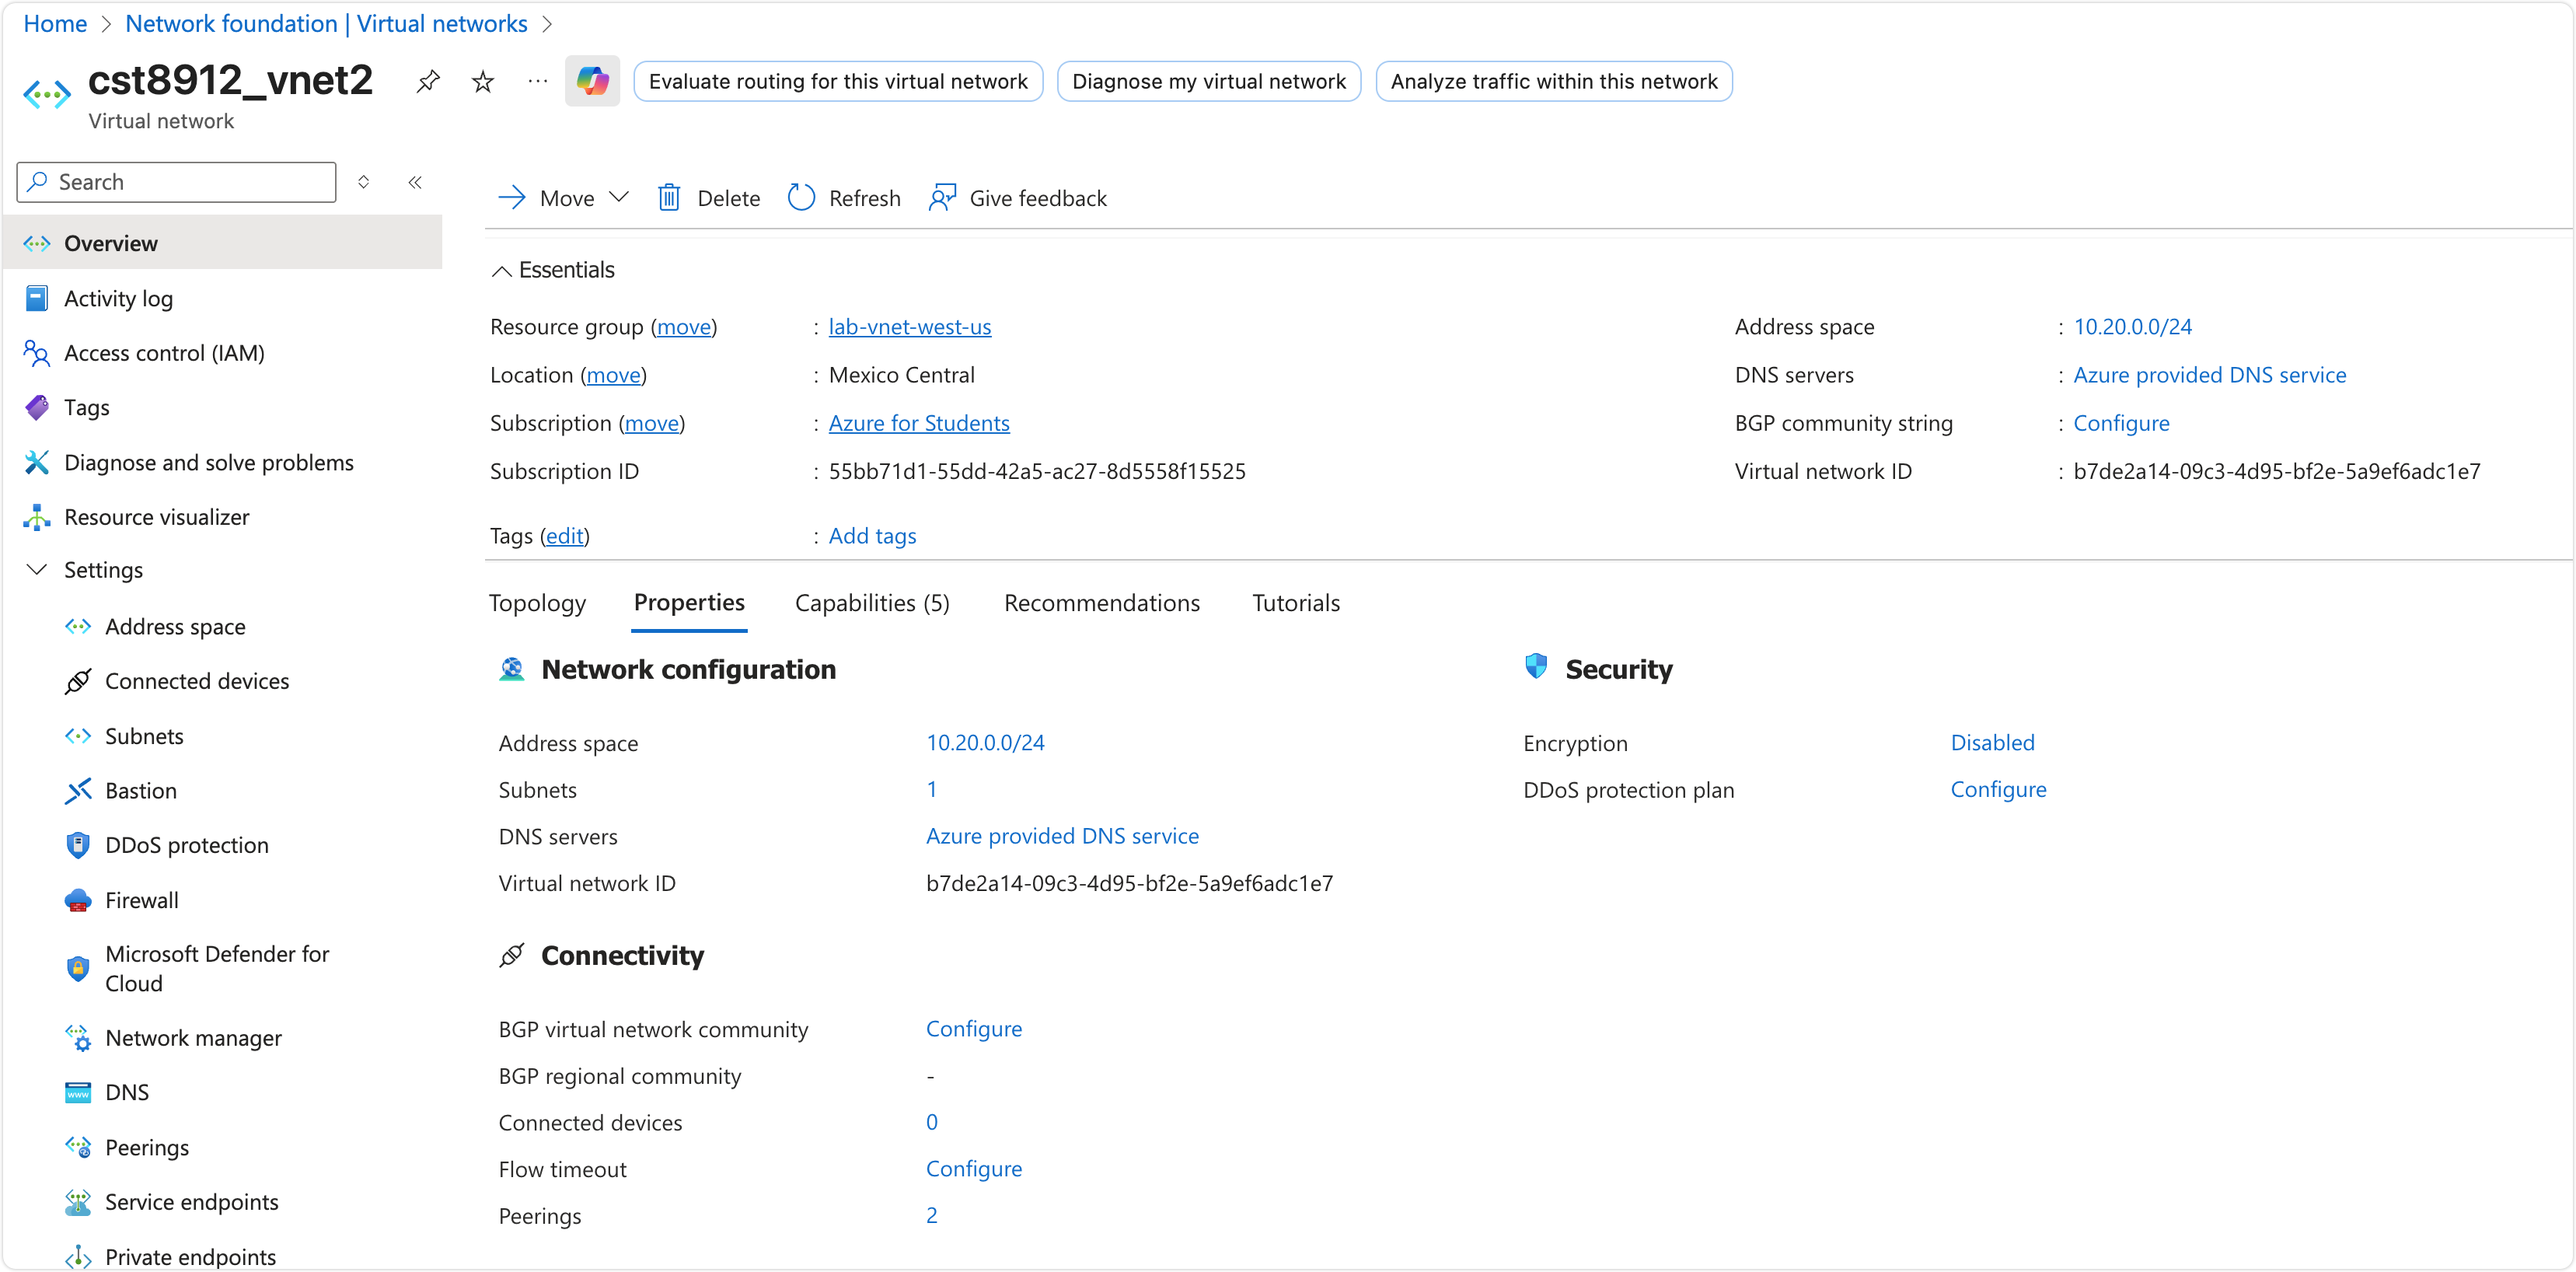 Home > Network foundation | Virtual networks >
cst8912_vnet2 ... Evaluate routing for this virtual network Diagnose my virtual network Analyze traffic within this network
Virtual network
Search
Move Delete Refresh Give feedback
Overview
Activity log
Access control (IAM)
Tags
Diagnose and solve problems
Resource visualizer
Settings
Address space
Connected devices
Subnets
Bastion
DDoS protection
Firewall
Microsoft Defender for
Cloud
Network manager
DNS
Peerings
Service endpoints
Private endpoints
Essentials
Resource group (move) : lab-vnet-west-us
Location (move) : Mexico Central
Subscription (move) : Azure for Students
Subscription ID : 55bb71d1-55dd-42a5-ac27-8d5558f15525
Tags (edit) : Add tags
Address space : 10.20.0.0/24
DNS servers : Azure provided DNS service
BGP community string : Configure
Virtual network ID : b7de2a14-09c3-4d95-bf2e-5a9ef6adc1e7
Topology Properties Capabilities (5) Recommendations Tutorials
Network configuration
Address space 10.20.0.0/24
Subnets 1
DNS servers Azure provided DNS service
Virtual network ID b7de2a14-09c3-4d95-bf2e-5a9ef6adc1e7
Connectivity
BGP virtual network community Configure
BGP regional community -
Connected devices 0
Flow timeout Configure
Peerings 2
Security
Encryption Disabled
DDoS protection plan Configure